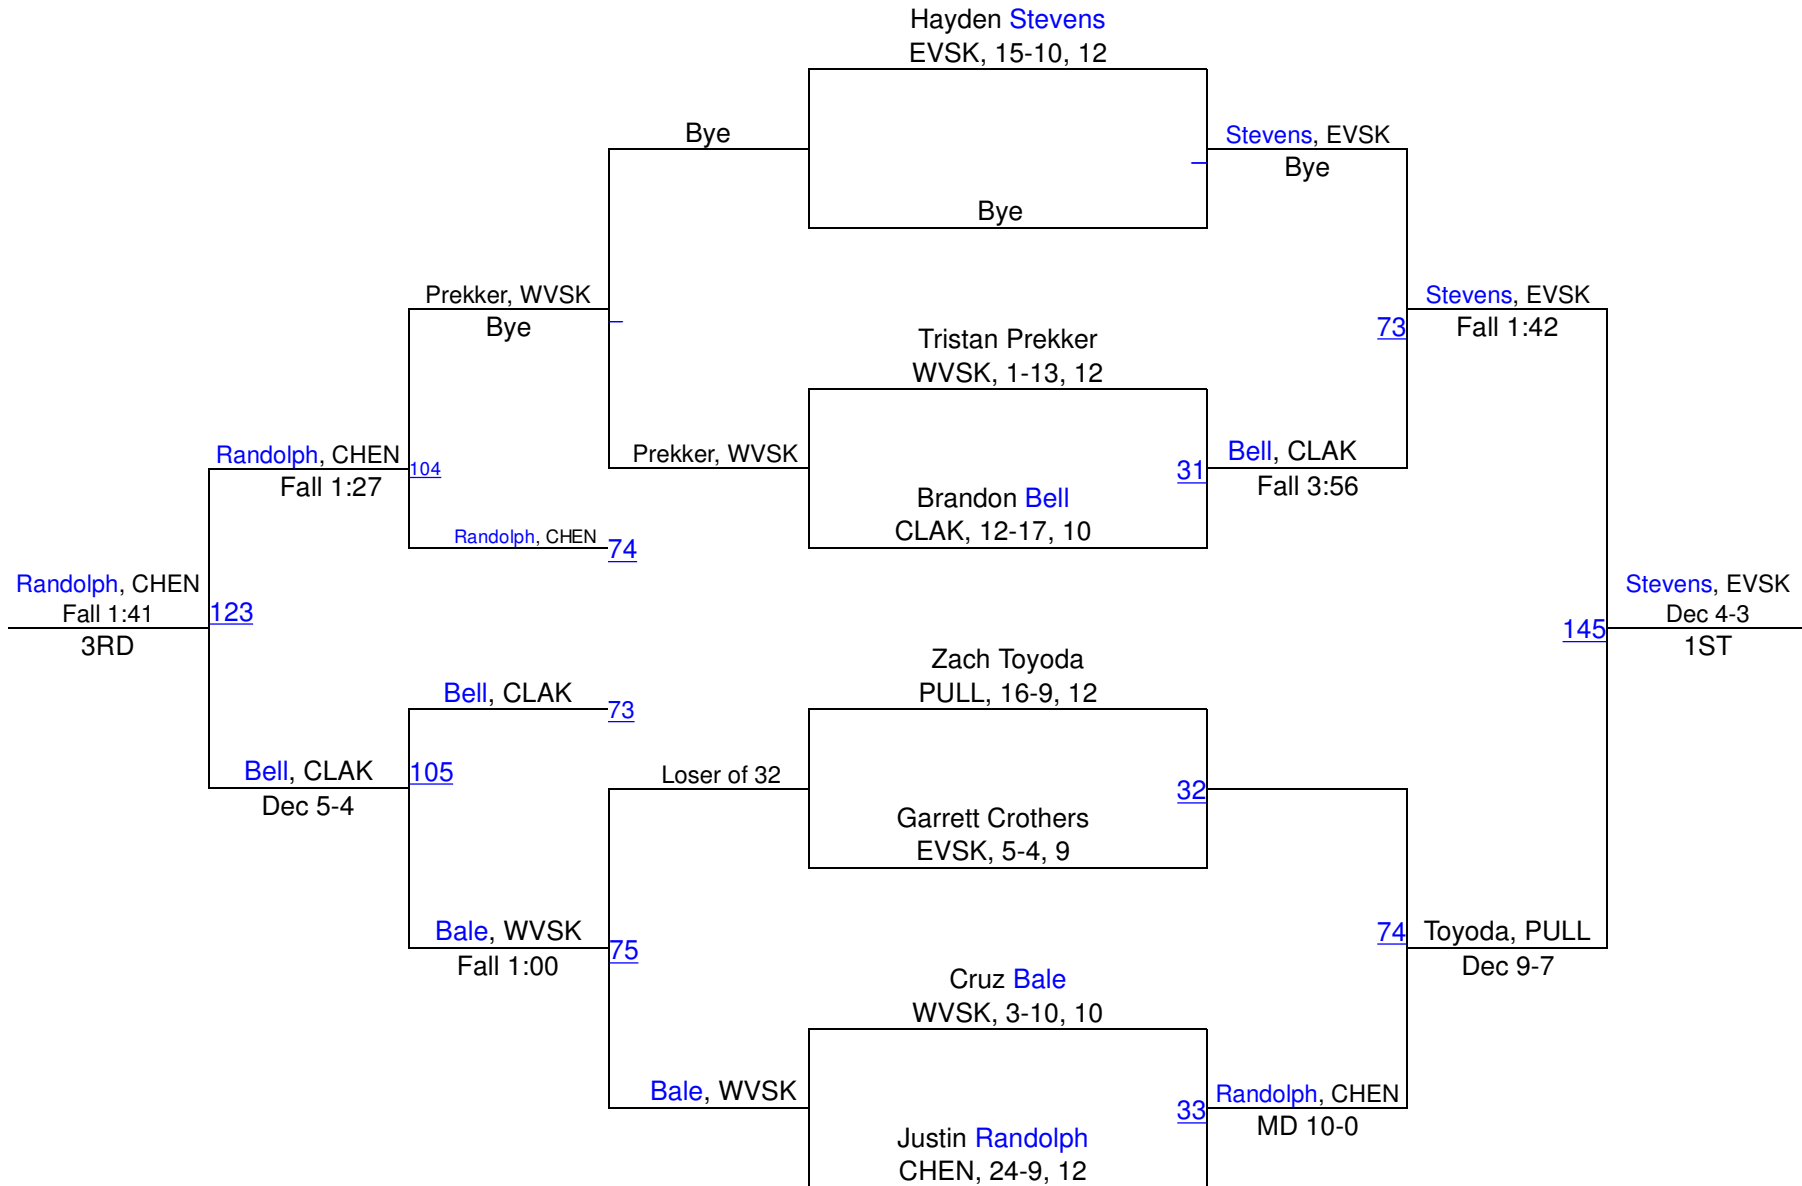 Hayden Stevens
EVSK, 15-10, 12
Bye
Stevens, EVSK
Bye
Bye
Prekker, WVSK
Bye
Stevens, EVSK
Fall 1:42
73
Tristan Prekker
WVSK, 1-13, 12
Randolph, CHEN
Fall 1:27
104
Prekker, WVSK
31
Bell, CLAK
Fall 3:56
Brandon Bell
CLAK, 12-17, 10
Randolph, CHEN
74
Randolph, CHEN
Fall 1:41
3RD
123
Stevens, EVSK
Dec 4-3
1ST
145
Zach Toyoda
PULL, 16-9, 12
Bell, CLAK
73
Bell, CLAK
Dec 5-4
105
Loser of 32
32
Garrett Crothers
EVSK, 5-4, 9
Bale, WVSK
Fall 1:00
75
74
Toyoda, PULL
Dec 9-7
Cruz Bale
WVSK, 3-10, 10
Bale, WVSK
33
Randolph, CHEN
MD 10-0
Justin Randolph
CHEN, 24-9, 12